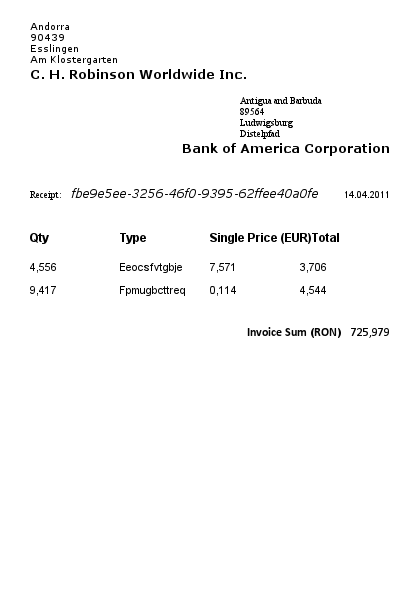 Andorra
90439
Esslingen
Am Klostergarten
C. H. Robinson Worldwide Inc.
Antigua and Barbuda
89564
Ludwigsburg
Distelpfad
Bank of America Corporation
Receipt: fbe9e5ee-3256-46f0-9395-62ffee40a0fe 14.04.2011
Qty Type Single Price (EUR)Total
4,556 Eeocsfvtgbje 7,571 3,706
9,417 Fpmugbcttreq 0,114 4,544
Invoice Sum (RON) 725,979